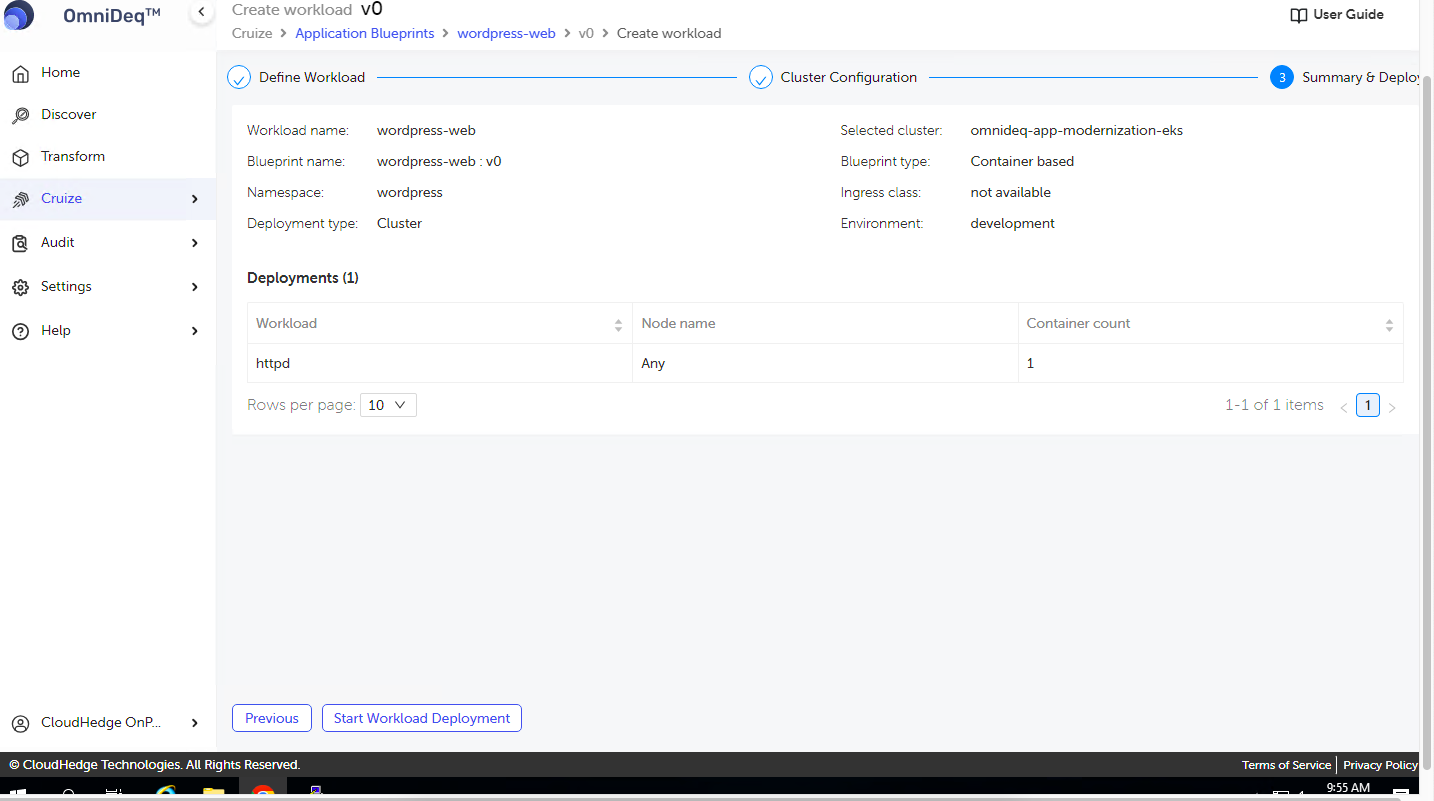 OmniDeq™
Create workload v0
User Guide
Cruize > Application Blueprints > wordpress-web > v0 > Create workload
Home
Discover
Transform
Cruize
Audit
Settings
Help
CloudHedge OnP...
Define Workload
Cluster Configuration
3 Summary & Deploy
Workload name: wordpress-web
Selected cluster: omnideq-app-modernization-eks
Blueprint name: wordpress-web : v0
Blueprint type: Container based
Namespace: wordpress
Ingress class: not available
Deployment type: Cluster
Environment: development
Deployments (1)
Workload Node name Container count
httpd Any 1
Rows per page: 10
1-1 of 1 items < 1 >
Previous Start Workload Deployment
© CloudHedge Technologies. All Rights Reserved.
Terms of Service | Privacy Policy
9:55 AM